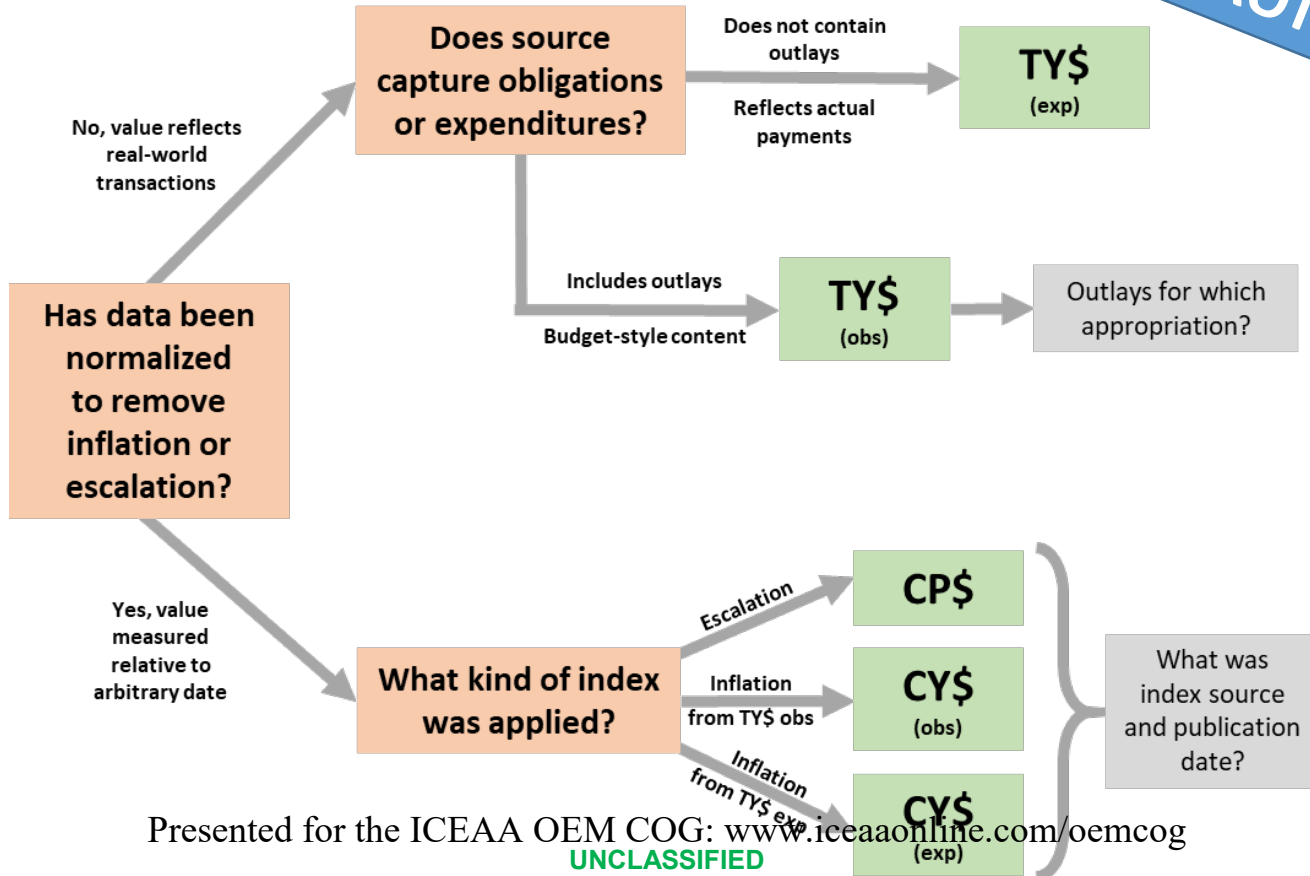 Does source
capture obligations
or expenditures?
Does not contain
outlays
Reflects actual
payments
TY$
(exp)
No, value reflects
real-world
transactions
Includes outlays
Budget-style content
TY$
(obs)
Outlays for which
appropriation?
Has data been
normalized
to remove
inflation or
escalation?
Yes, value
measured
relative to
arbitrary date
What kind of index
was applied?
Escalation
CP$
Inflation
from TY$ obs
CY$
(obs)
Inflation
from TY$ exp
CY$
(exp)
What was
index source
and publication
date?
Presented for the ICEAA OEM COG: www.iceaaonline.com/oemcog
UNCLASSIFIED